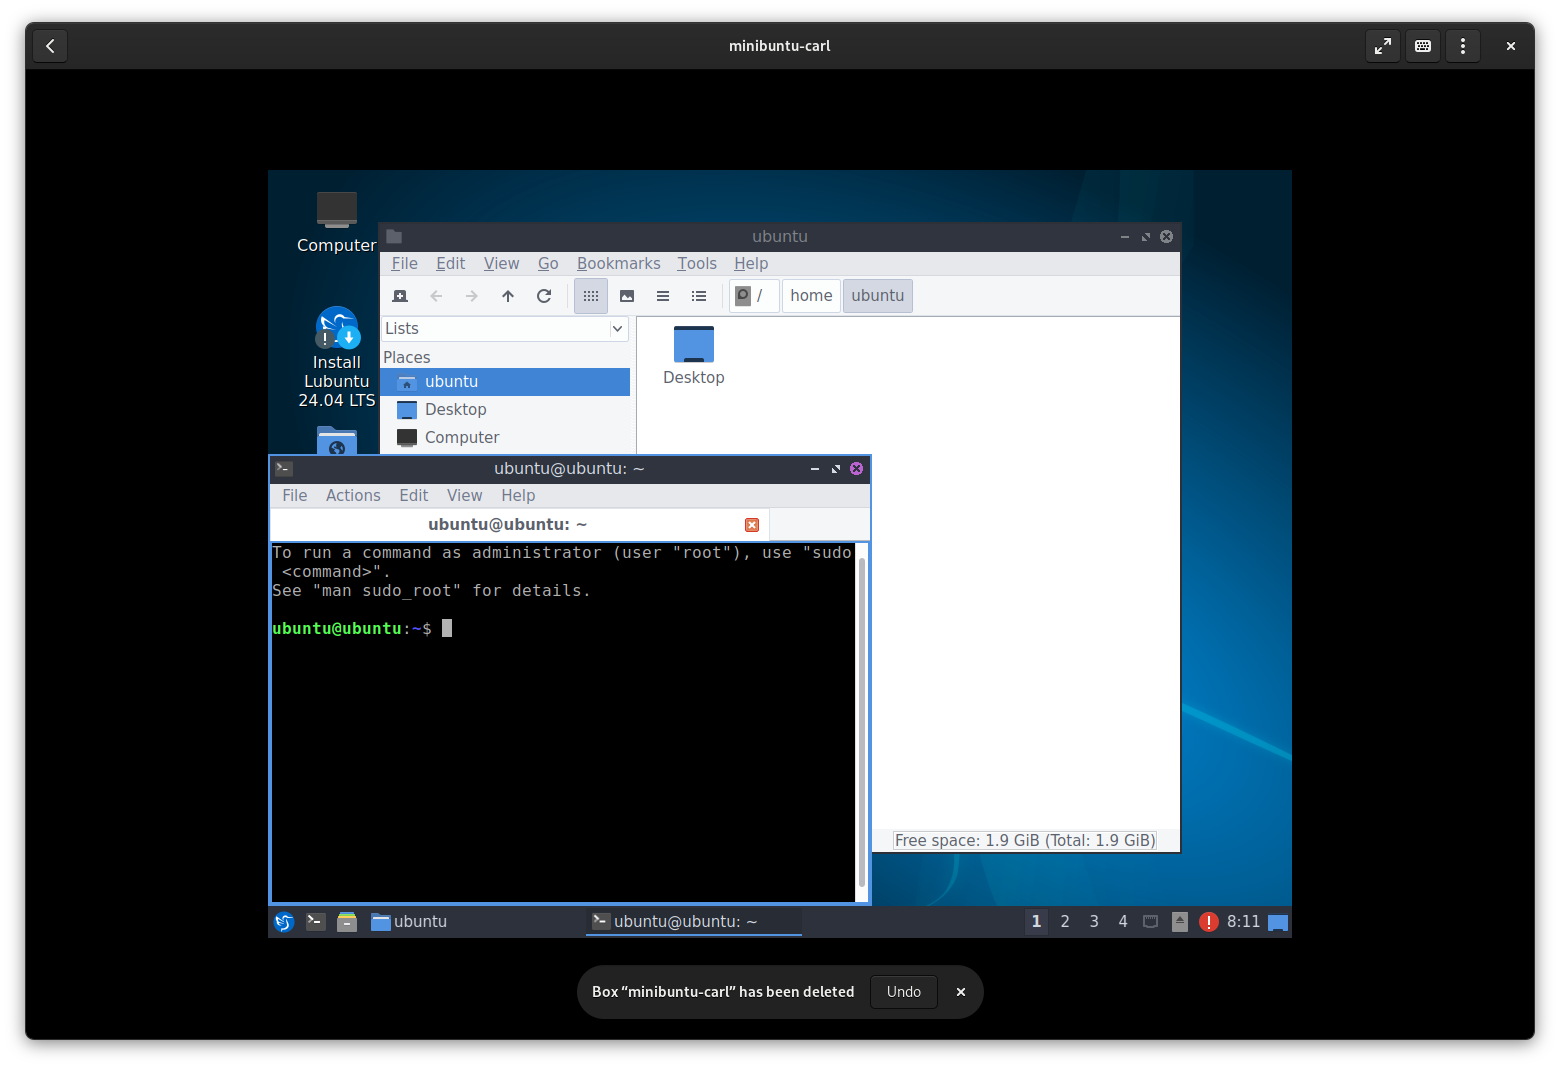 minibuntu-carl
Computer
Install
Lubuntu
24.04 LTS
ubuntu
File Edit View Go Bookmarks Tools Help
/ home ubuntu
Lists
Places
ubuntu
Desktop
Computer
Desktop
Free space: 1.9 GiB (Total: 1.9 GiB)
ubuntu@ubuntu: ~
File Actions Edit View Help
ubuntu@ubuntu: ~
To run a command as administrator (user "root"), use "sudo
<command>".
See "man sudo_root" for details.
ubuntu@ubuntu:~$
ubuntu ubuntu@ubuntu: ~ 1 2 3 4 8:11
Box “minibuntu-carl” has been deleted Undo